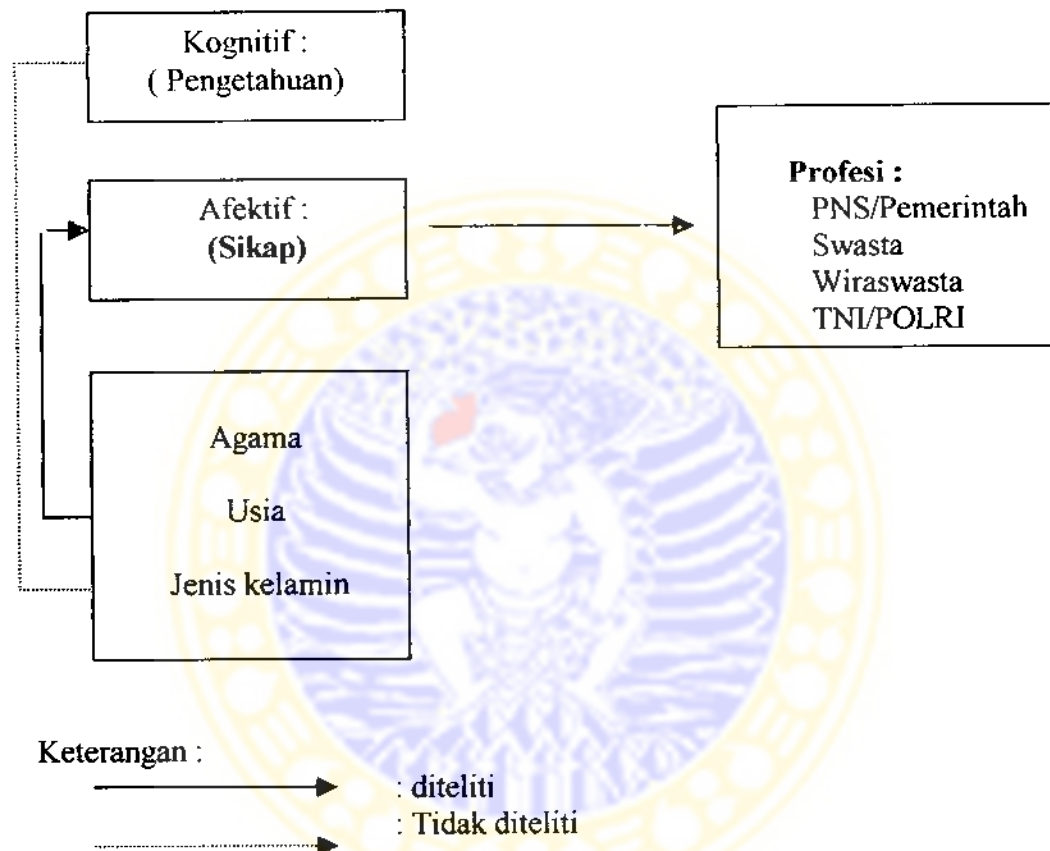 Kognitif :
( Pengetahuan)
Afektif :
(Sikap)
Profesi :
PNS/Pemerintah
Swasta
Wiraswasta
TNI/POLRI
Agama
Usia
Jenis kelamin
Keterangan :
: diteliti
: Tidak diteliti